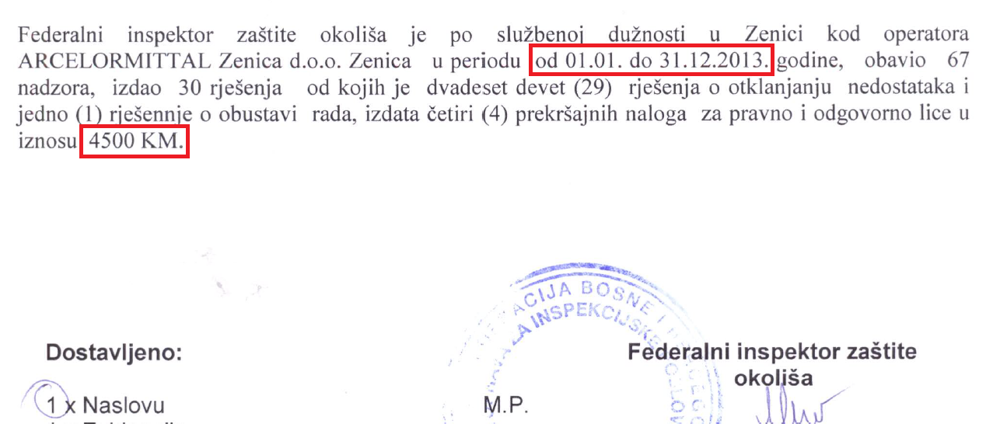 Federalni inspektor zaštite okoliša je po službenoj dužnosti u Zenici kod operatora
ARCELORMITTAL Zenica d.o.o. Zenica u periodu od 01.01. do 31.12.2013. godine, obavio 67
nadzora, izdao 30 rješenja od kojih je dvadeset devet (29) rješenja o otklanjanju nedostataka i
jedno (1) rješennje o obustavi rada, izdata četiri (4) prekršajnih naloga za pravno i odgovorno lice u
iznosu 4500 KM.
ACIJA BOSNE I
ZA INSPEKCIJSKE
Dostavljeno:
Federalni inspektor zaštite
okoliša
1 x Naslovu
M.P.